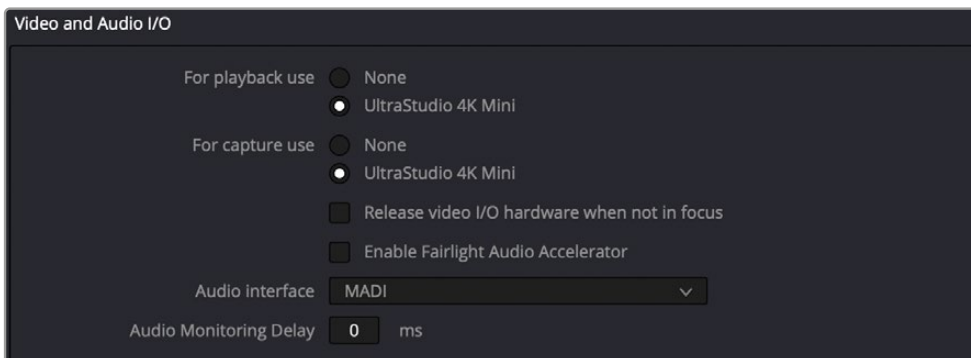 Video and Audio I/O
For playback use None
UltraStudio 4K Mini
For capture use None
UltraStudio 4K Mini
Release video I/O hardware when not in focus
Enable Fairlight Audio Accelerator
Audio interface MADI
Audio Monitoring Delay 0 ms